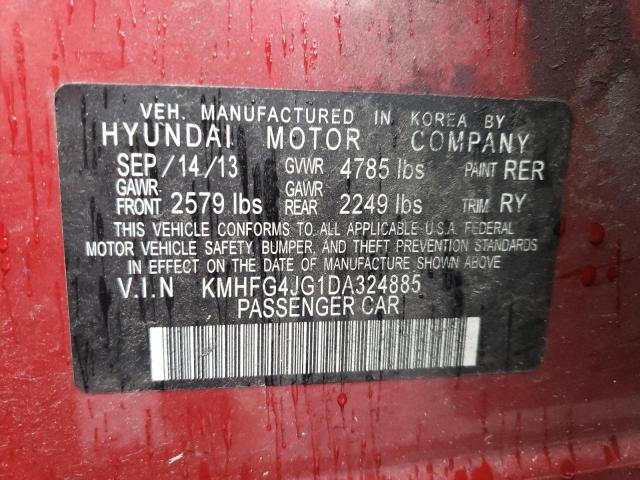 VEH. MANUFACTURED IN KOREA BY
HYUNDAI MOTOR COMPANY
SEP/14/13 GVWR 4785 lbs PAINT RER
GAWR FRONT 2579 lbs GAWR REAR 2249 lbs TRIM RY
THIS VEHICLE CONFORMS TO ALL APPLICABLE U.S.A. FEDERAL
MOTOR VEHICLE SAFETY, BUMPER, AND THEFT PREVENTION STANDARDS
IN EFFECT ON THE DATE OF MANUFACTURE SHOWN ABOVE
V.I.N KMHFG4JG1DA324885
PASSENGER CAR